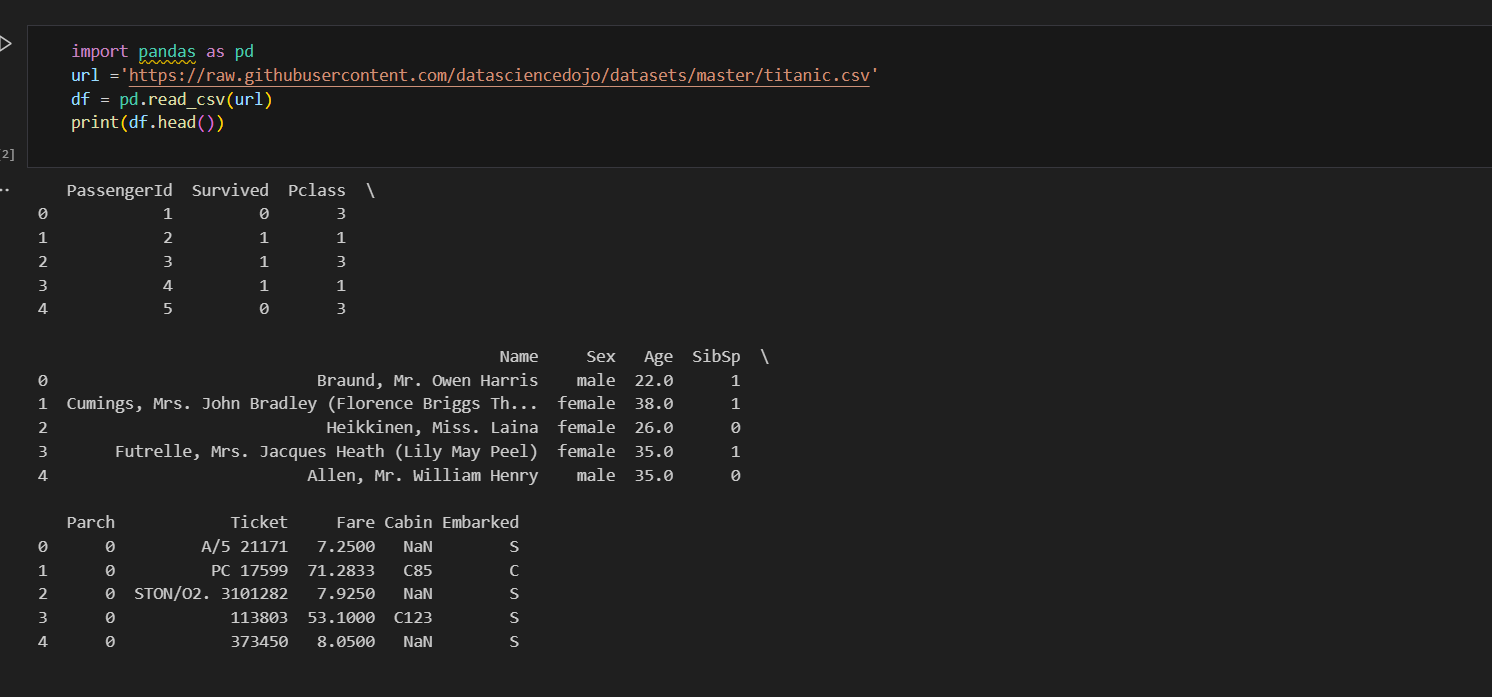 import pandas as pd
url ='https://raw.githubusercontent.com/datasciencedojo/datasets/master/titanic.csv'
df = pd.read_csv(url)
print(df.head())
2]
..
   PassengerId  Survived  Pclass  \
0            1         0       3
1            2         1       1
2            3         1       3
3            4         1       1
4            5         0       3
                                                Name     Sex   Age  SibSp  \
0                            Braund, Mr. Owen Harris    male  22.0      1
1  Cumings, Mrs. John Bradley (Florence Briggs Th...  female  38.0      1
2                             Heikkinen, Miss. Laina  female  26.0      0
3       Futrelle, Mrs. Jacques Heath (Lily May Peel)  female  35.0      1
4                           Allen, Mr. William Henry    male  35.0      0
   Parch            Ticket     Fare Cabin Embarked
0      0         A/5 21171   7.2500   NaN        S
1      0          PC 17599  71.2833   C85        C
2      0  STON/O2. 3101282   7.9250   NaN        S
3      0            113803  53.1000  C123        S
4      0            373450   8.0500   NaN        S